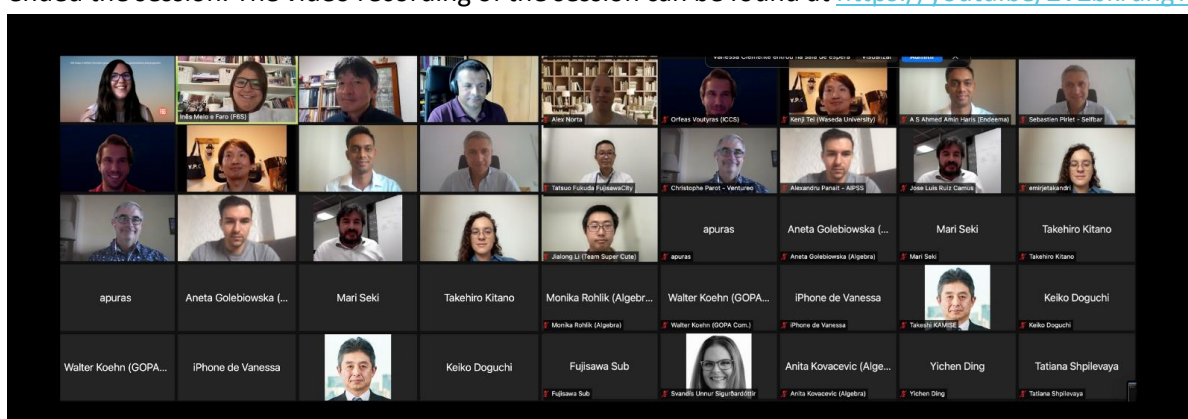 ended the session. The video recording of the session can be found at
Vanessa Clemente entrou na sala de espera Visualizar Admitir
Inês Melo e Faro (F6S)
Alex Norta
Orfeas Voutyras (ICCS)
Kenji Tei (Waseda University)
A S Ahmed Amin Haris (Endeema)
Sebastien Pirlet - Selfbar
Tatsuo Fukuda FujisawaCity
Christophe Parot - Ventureo
Alexandru Panait - AIPSS
Jose Luis Ruiz Camus
emirjetakandri
apuras
Aneta Golebiowska (...
Mari Seki
Takehiro Kitano
Jialong Li (Team Super Cute)
apuras
Aneta Golebiowska (Algebra)
Mari Seki
Takehiro Kitano
apuras
Aneta Golebiowska (...
Mari Seki
Takehiro Kitano
Monika Rohlik (Algebr...
Walter Koehn (GOPA...
iPhone de Vanessa
Keiko Doguchi
Monika Rohlik (Algebra)
Walter Koehn (GOPA Com.)
iPhone de Vanessa
Takeshi KAMISE
Keiko Doguchi
Walter Koehn (GOPA...
iPhone de Vanessa
Keiko Doguchi
Fujisawa Sub
Anita Kovacevic (Alge...
Yichen Ding
Tatiana Shpilevaya
Fujisawa Sub
Svandís Unnur Sigurðardóttir
Anita Kovacevic (Algebra)
Yichen Ding
Tatiana Shpilevaya